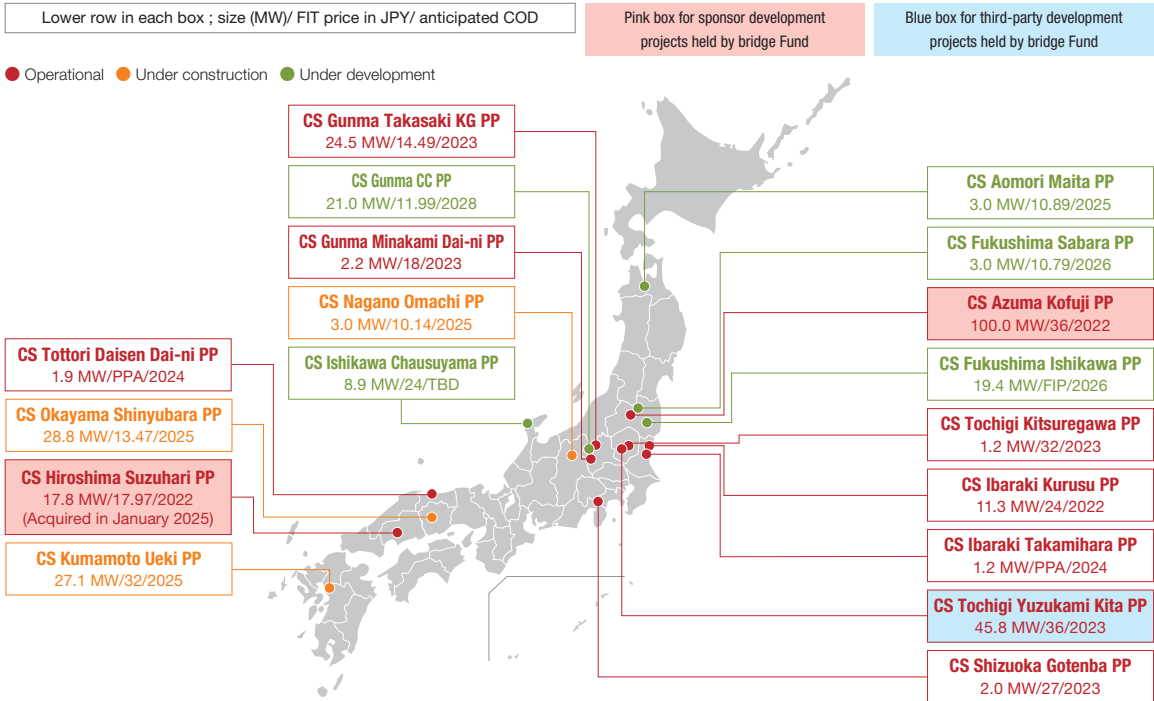 Lower row in each box ; size (MW)/ FIT price in JPY/ anticipated COD
Pink box for sponsor development
projects held by bridge Fund
Blue box for third-party development
projects held by bridge Fund
Operational
Under construction
Under development
CS Gunma Takasaki KG PP
24.5 MW/14.49/2023
CS Gunma CC PP
21.0 MW/11.99/2028
CS Gunma Minakami Dai-ni PP
2.2 MW/18/2023
CS Nagano Omachi PP
3.0 MW/10.14/2025
CS Ishikawa Chausuyama PP
8.9 MW/24/TBD
CS Tottori Daisen Dai-ni PP
1.9 MW/PPA/2024
CS Okayama Shinyubara PP
28.8 MW/13.47/2025
CS Hiroshima Suzuhari PP
17.8 MW/17.97/2022
(Acquired in January 2025)
CS Kumamoto Ueki PP
27.1 MW/32/2025
CS Aomori Maita PP
3.0 MW/10.89/2025
CS Fukushima Sabara PP
3.0 MW/10.79/2026
CS Azuma Kofuji PP
100.0 MW/36/2022
CS Fukushima Ishikawa PP
19.4 MW/FIP/2026
CS Tochigi Kitsuregawa PP
1.2 MW/32/2023
CS Ibaraki Kurusu PP
11.3 MW/24/2022
CS Ibaraki Takamihara PP
1.2 MW/PPA/2024
CS Tochigi Yuzukami Kita PP
45.8 MW/36/2023
CS Shizuoka Gotenba PP
2.0 MW/27/2023